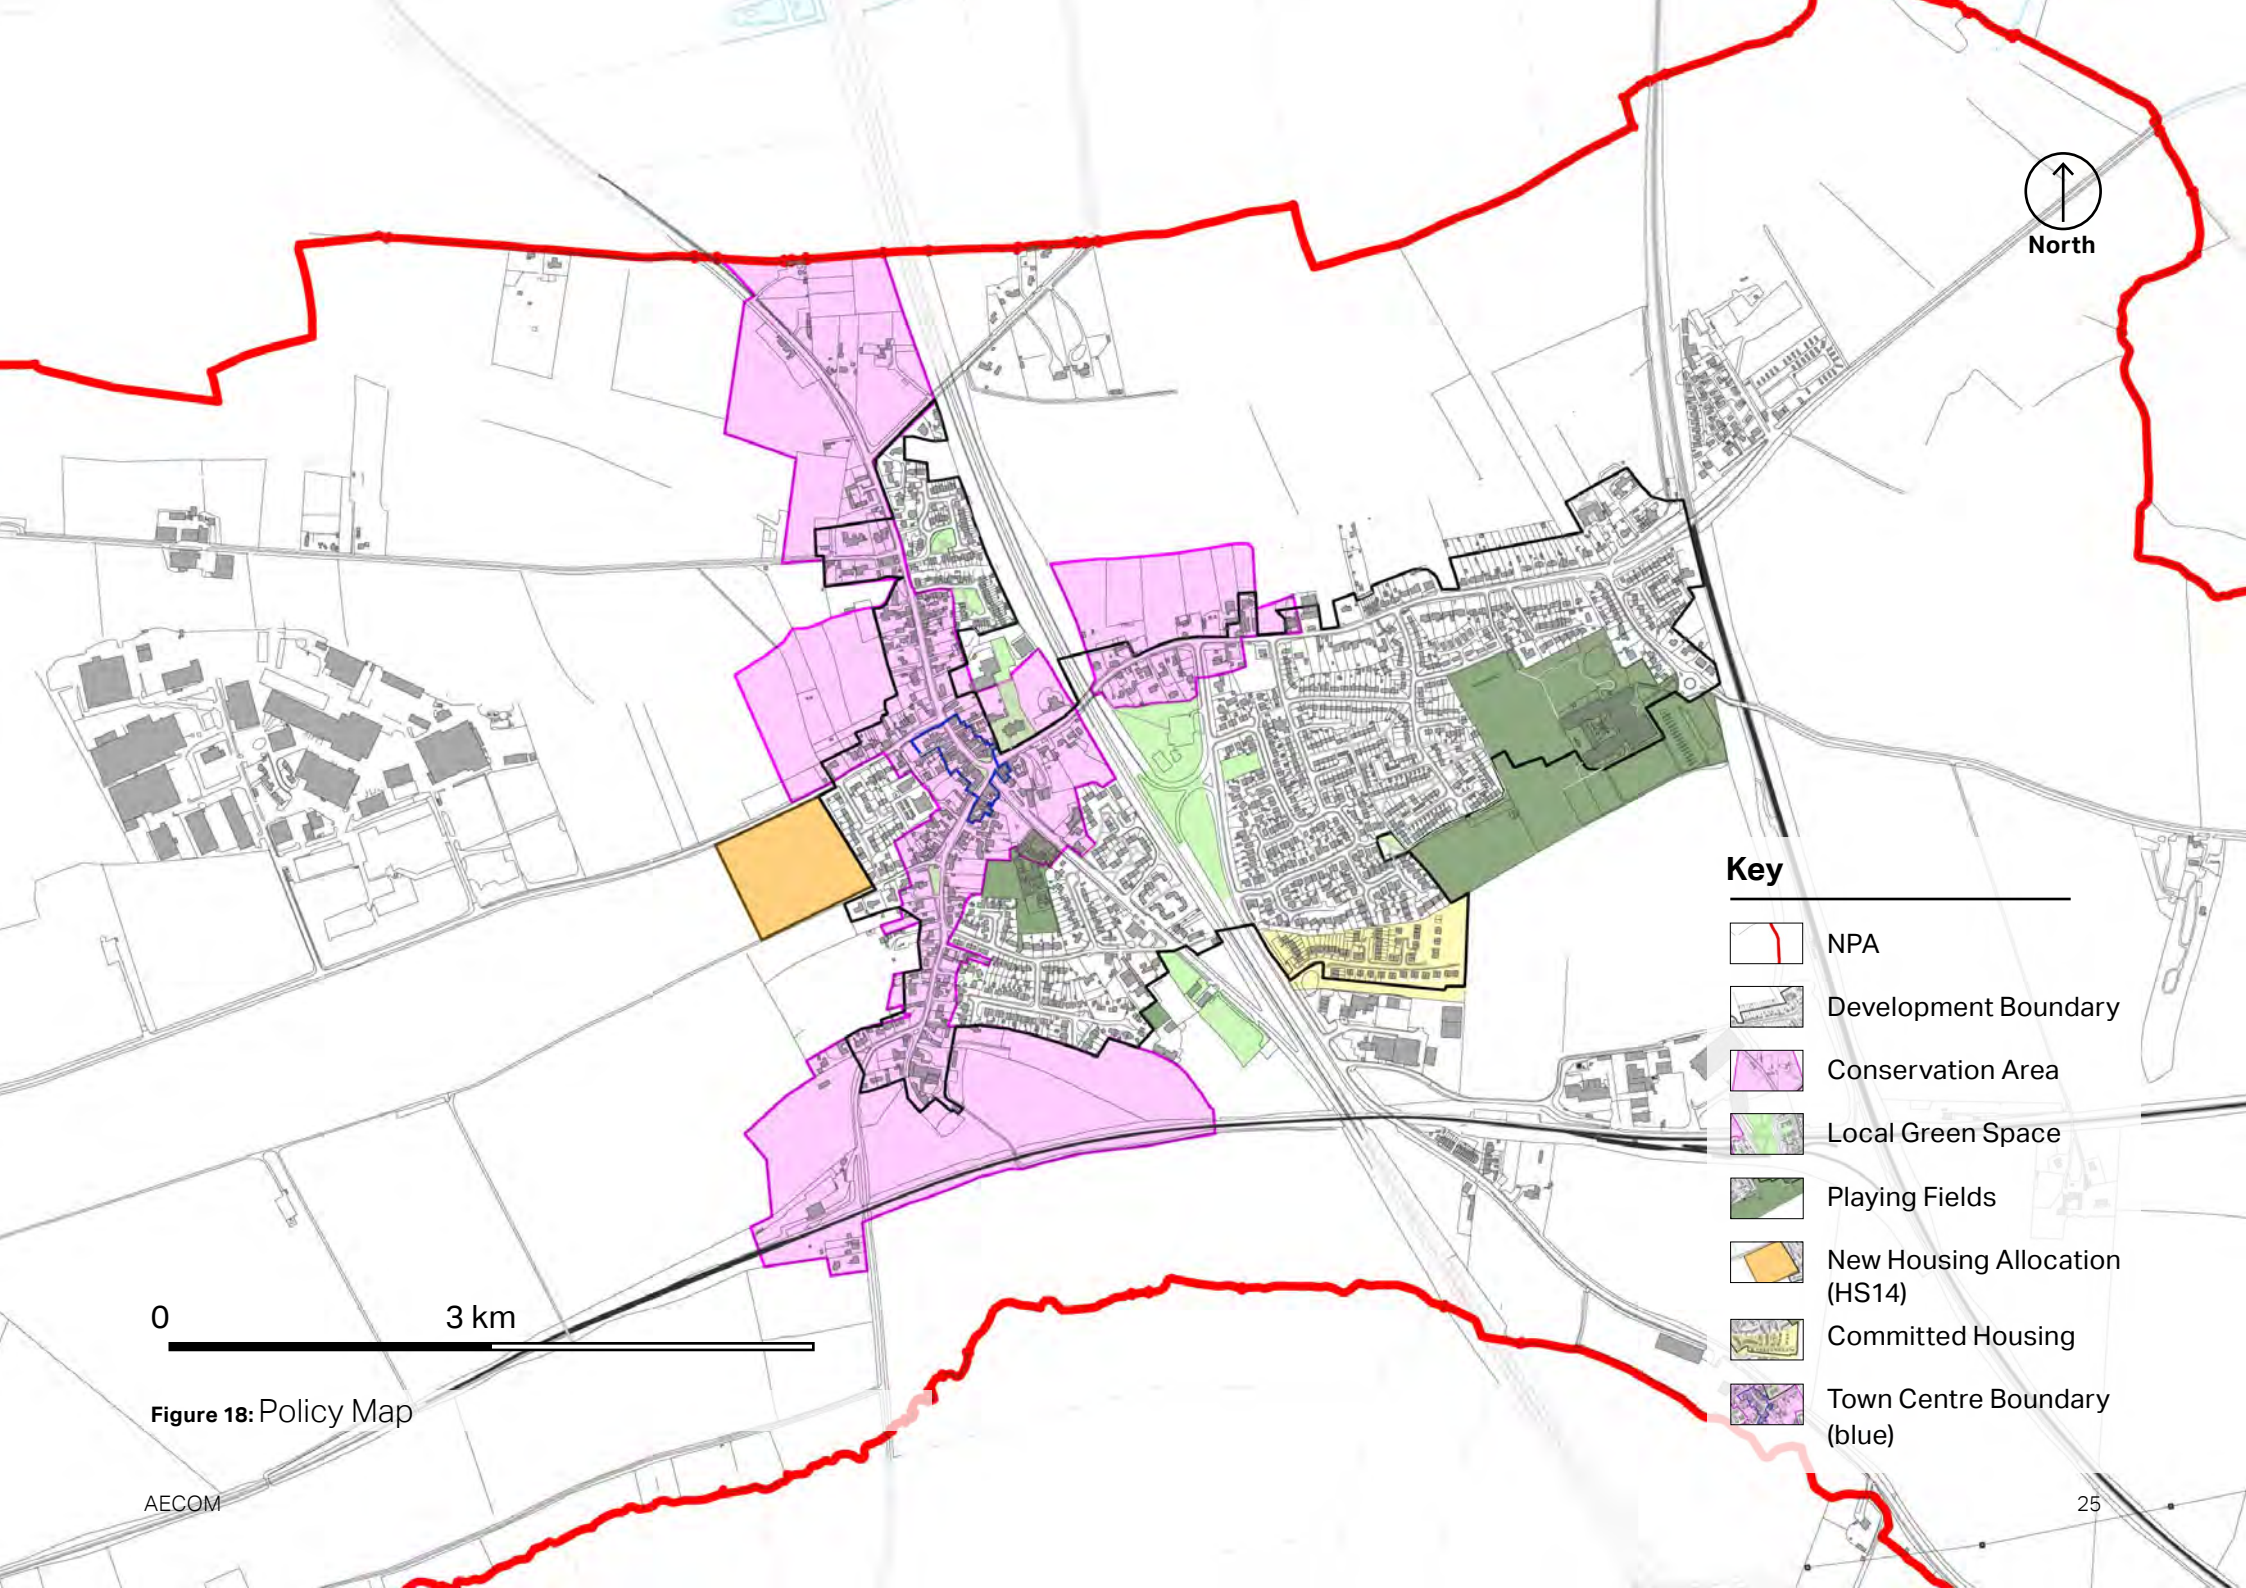 North
Key
NPA
Development Boundary
Conservation Area
Local Green Space
Playing Fields
New Housing Allocation
(HS14)
Committed Housing
Town Centre Boundary
(blue)
0 3 km
Figure 18: Policy Map
AECOM
25